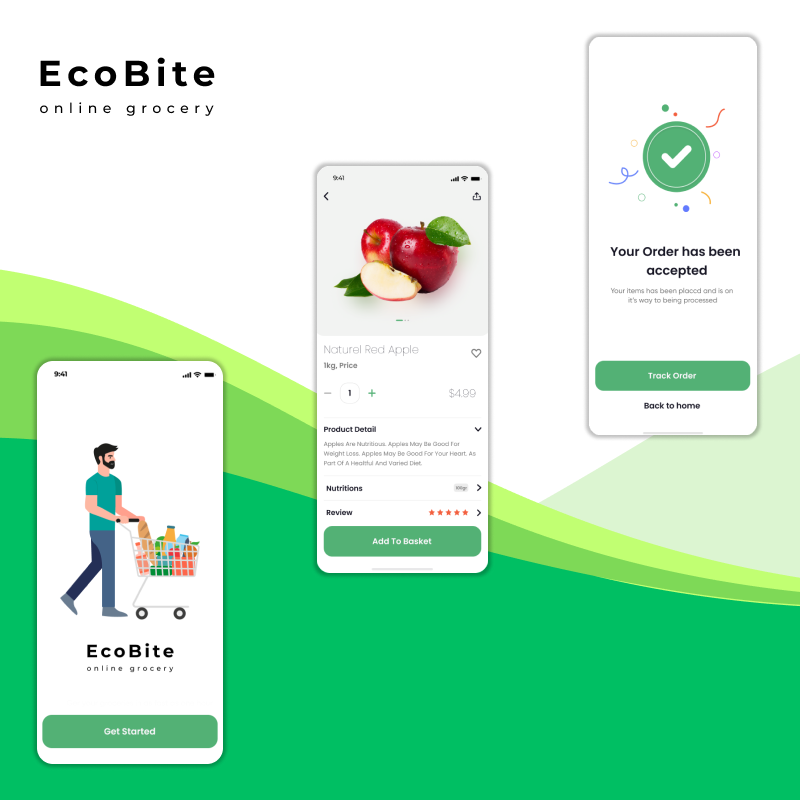 EcoBite
online grocery
9:41
Get Started
EcoBite
online grocery
9:41
Naturel Red Apple
1kg, Price
1
$4.99
Product Detail
Apples Are Nutritious. Apples May Be Good For
Weight Loss. Apples May Be Good For Your Heart. As
Part Of A Healtful And Varied Diet.
Nutritions
100gr
Review
Add To Basket
Your Order has been
accepted
Your items has been placcd and is on
it's way to being processed
Track Order
Back to home